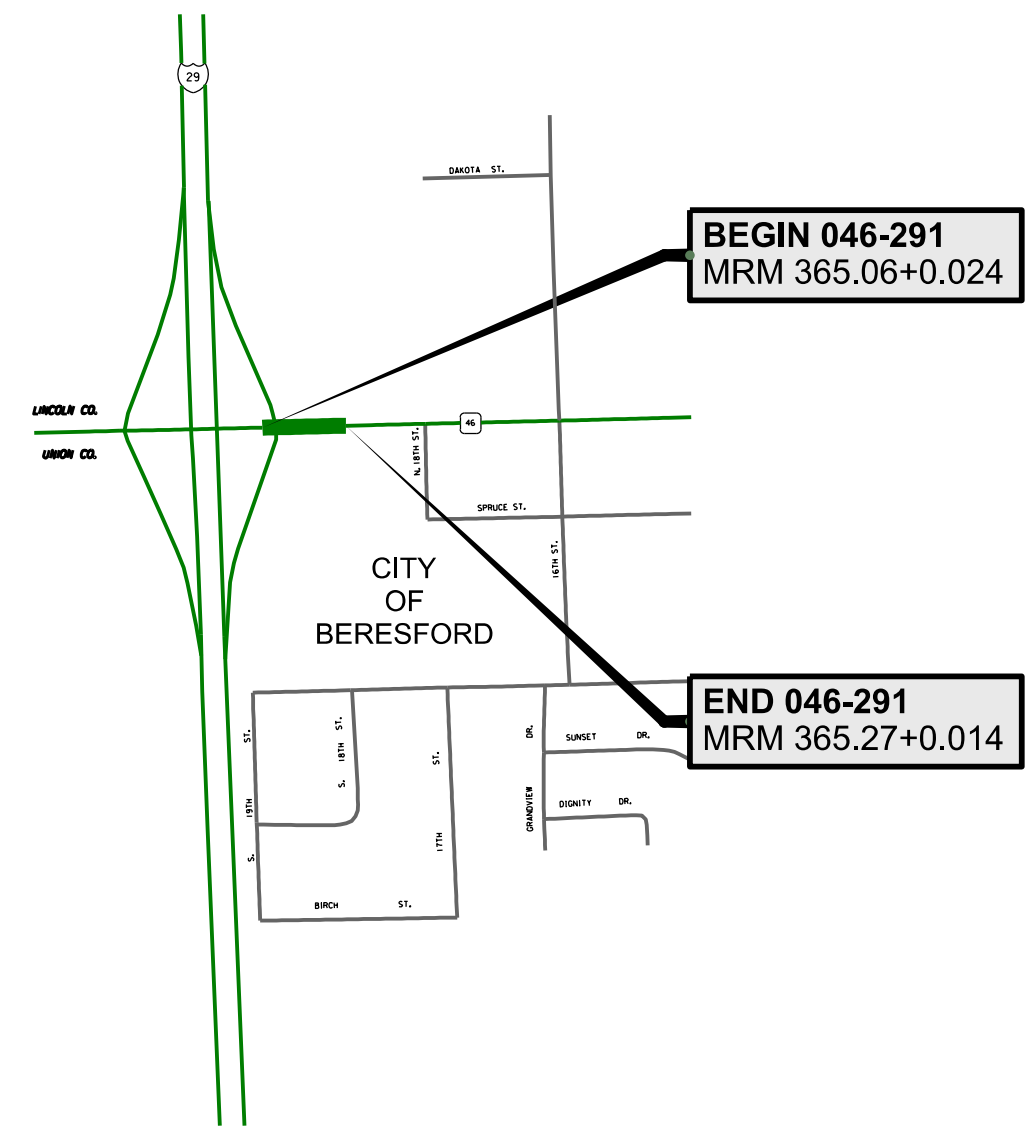 29
DAKOTA ST.
BEGIN 046-291
MRM 365.06+0.024
LINCOLN CO.
UNION CO.
46
N. 18TH ST.
SPRUCE ST.
16TH ST.
CITY
OF
BERESFORD
END 046-291
MRM 365.27+0.014
S. 19TH ST.
S. 18TH ST.
17TH ST.
GRANDVIEW DR.
SUNSET DR.
DIGNITY DR.
BIRCH ST.